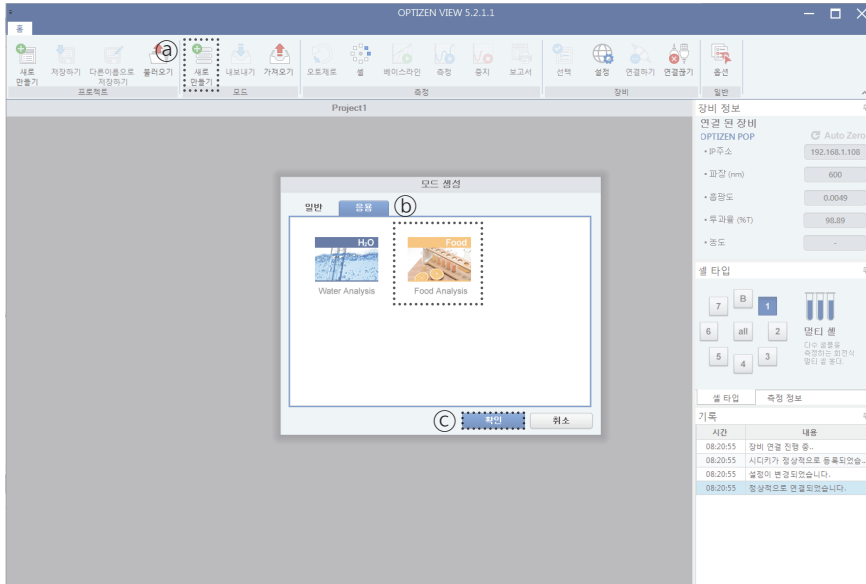 OPTIZEN VIEW 5.2.1.1
홈
새로 만들기
저장하기
다른이름으로 저장하기
불러오기
ⓐ
새로 만들기
내보내기
가져오기
오토제로
셀
베이스라인
측정
중지
보고서
선택
설정
연결하기
연결끊기
옵션
프로젝트
모드
측정
장비
일반
Project1
장비 정보
연결 된 장비
OPTIZEN POP
Auto Zero
•IP주소
192.168.1.108
•파장 (nm)
600
•흡광도
0.0049
•투과율 (%T)
98.89
•농도
-
모드 생성
일반
응용
ⓑ
H₂O
Water Analysis
Food
Food Analysis
ⓒ
확인
취소
셀 타입
7
B
1
6
all
2
5
4
3
멀티 셀
다수 샘플을
측정하는 회전식
멀티 셀 홀더.
셀 타입
측정 정보
기록
시간
내용
08:20:55
장비 연결 진행 중..
08:20:55
시디키가 정상적으로 등록되었습..
08:20:55
설정이 변경되었습니다.
08:20:55
정상적으로 연결되었습니다.